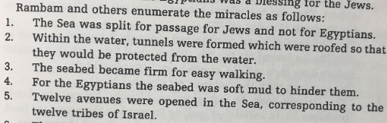 was a blessing for the Jews.
Rambam and others enumerate the miracles as follows:
1. The Sea was split for passage for Jews and not for Egyptians.
2. Within the water, tunnels were formed which were roofed so that
they would be protected from the water.
3. The seabed became firm for easy walking.
4. For the Egyptians the seabed was soft mud to hinder them.
5. Twelve avenues were opened in the Sea, corresponding to the
twelve tribes of Israel.